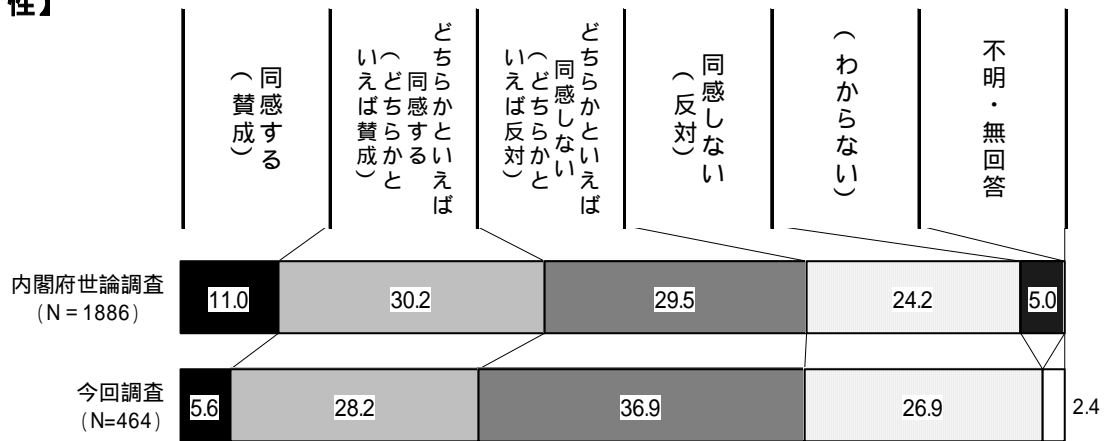 性】
同感する
（賛成）
どちらかといえば
同感する
（どちらかと
いえば賛成）
どちらかといえば
同感しない
（どちらかと
いえば反対）
同感しない
（反対）
（わからない）
不明・無回答
内閣府世論調査
（N = 1886）
11.0
30.2
29.5
24.2
5.0
今回調査
（N=464）
5.6
28.2
36.9
26.9
2.4